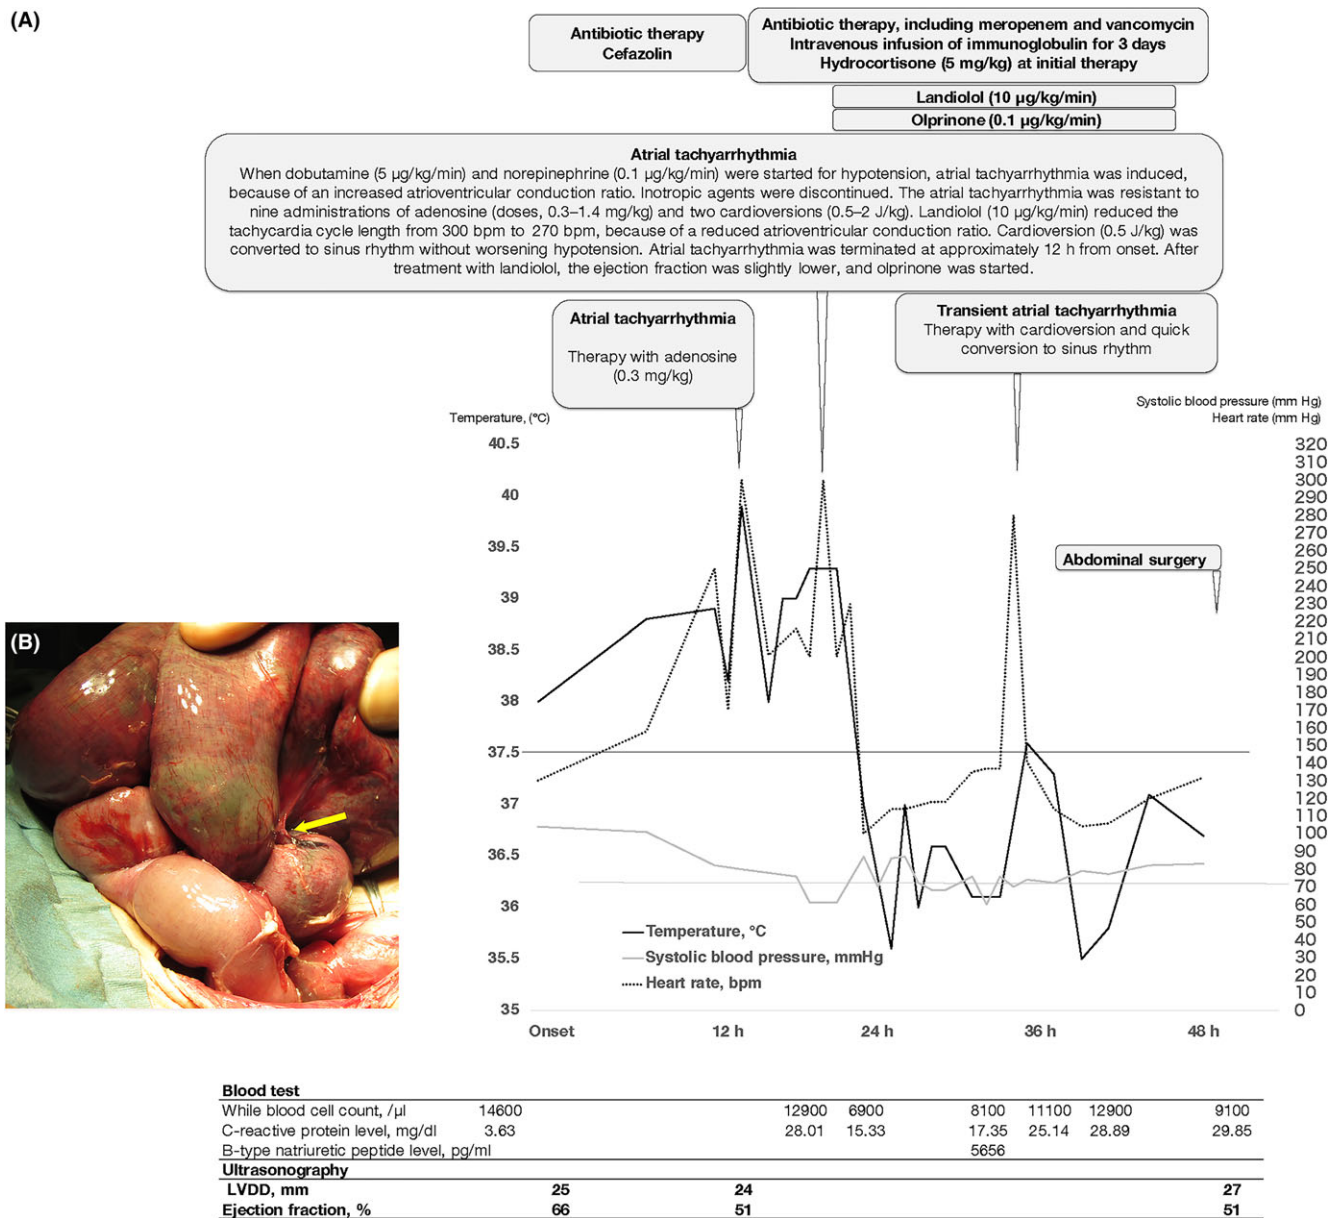 (A)
Antibiotic therapy
Cefazolin
Antibiotic therapy, including meropenem and vancomycin
Intravenous infusion of immunoglobulin for 3 days
Hydrocortisone (5 mg/kg) at initial therapy
Landiolol (10 µg/kg/min)
Olprinone (0.1 µg/kg/min)
Atrial tachyarrhythmia
When dobutamine (5 µg/kg/min) and norepinephrine (0.1 µg/kg/min) were started for hypotension, atrial tachyarrhythmia was induced,
because of an increased atrioventricular conduction ratio. Inotropic agents were discontinued. The atrial tachyarrhythmia was resistant to
nine administrations of adenosine (doses, 0.3–1.4 mg/kg) and two cardioversions (0.5–2 J/kg). Landiolol (10 µg/kg/min) reduced the
tachycardia cycle length from 300 bpm to 270 bpm, because of a reduced atrioventricular conduction ratio. Cardioversion (0.5 J/kg) was
converted to sinus rhythm without worsening hypotension. Atrial tachyarrhythmia was terminated at approximately 12 h from onset. After
treatment with landiolol, the ejection fraction was slightly lower, and olprinone was started.
Atrial tachyarrhythmia
Therapy with adenosine
(0.3 mg/kg)
Transient atrial tachyarrhythmia
Therapy with cardioversion and quick
conversion to sinus rhythm
Temperature, (°C)
Systolic blood pressure (mm Hg)
Heart rate (mm Hg)
40.5
40
39.5
39
38.5
38
37.5
37
36.5
36
35.5
35
320
310
300
290
280
270
260
250
240
230
220
210
200
190
180
170
160
150
140
130
120
110
100
90
80
70
60
50
40
30
20
10
0
Abdominal surgery
(B)
Temperature, °C
Systolic blood pressure, mmHg
Heart rate, bpm
Onset 12 h 24 h 36 h 48 h
Blood test
While blood cell count, /µl 14600 12900 6900 8100 11100 12900 9100
C-reactive protein level, mg/dl 3.63 28.01 15.33 17.35 25.14 28.89 29.85
B-type natriuretic peptide level, pg/ml 5656
Ultrasonography
LVDD, mm 25 24 27
Ejection fraction, % 66 51 51